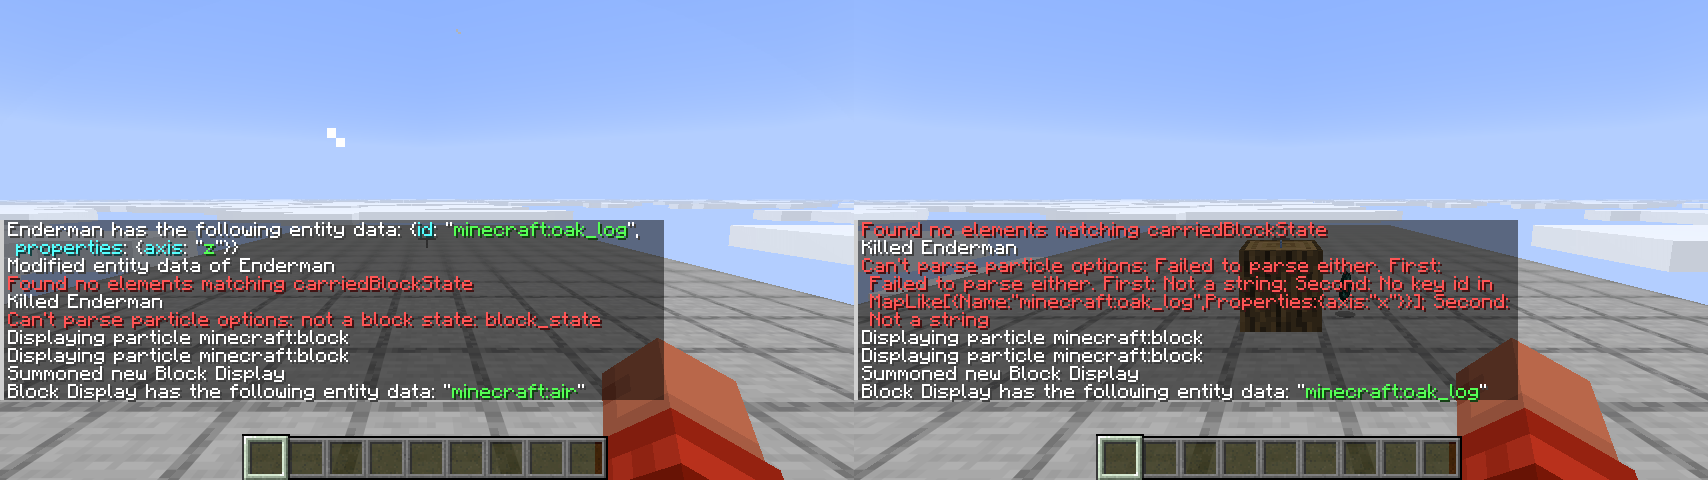 Enderman has the following entity data: {id: "minecraft:oak_log",
properties: {axis: "z"}}
Modified entity data of Enderman
Found no elements matching carriedBlockState
Killed Enderman
Can't parse particle options: not a block state: block_state
Displaying particle minecraft:block
Displaying particle minecraft:block
Summoned new Block Display
Block Display has the following entity data: "minecraft:air"
Found no elements matching carriedBlockState
Killed Enderman
Can't parse particle options: Failed to parse either. First:
Failed to parse either. First: Not a string; Second: No key id in
MapLike[{Name:"minecraft:oak_log",Properties:{axis:"x"}}]; Second:
Not a string
Displaying particle minecraft:block
Displaying particle minecraft:block
Summoned new Block Display
Block Display has the following entity data: "minecraft:oak_log"